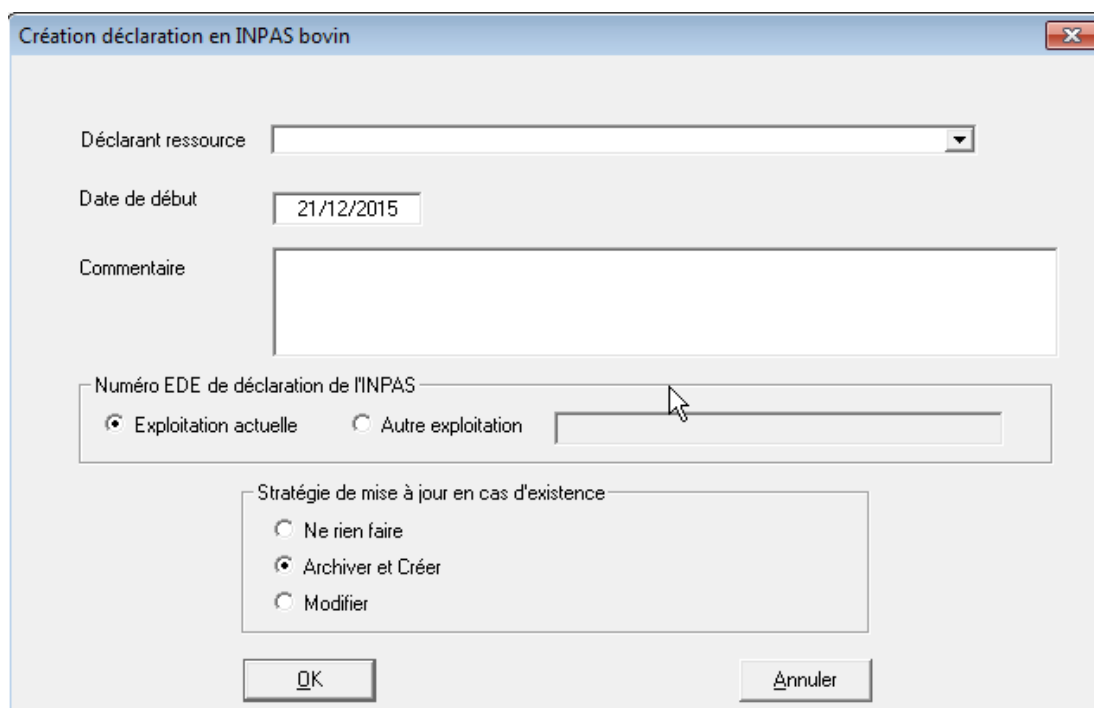 Création déclaration en INPAS bovin
Déclarant ressource
Date de début
21/12/2015
Commentaire
Numéro EDE de déclaration de l'INPAS
Exploitation actuelle
Autre exploitation
Stratégie de mise à jour en cas d'existence
Ne rien faire
Archiver et Créer
Modifier
OK
Annuler